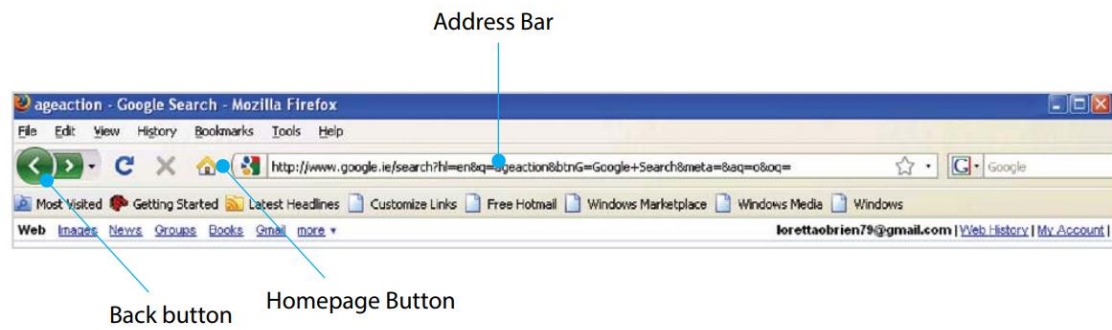 Address Bar
ageaction - Google Search - Mozilla Firefox
File Edit View History Bookmarks Tools Help
http://www.google.ie/search?hl=en&q=ageaction&btnG=Google+Search&meta=&aq=o&oq= G Google
Most Visited Getting Started Latest Headlines Customize Links Free Hotmail Windows Marketplace Windows Media Windows
Web Images News Groups Books Gmail more lorettaobrien79@gmail.com | Web History | My Account |
Homepage Button
Back button